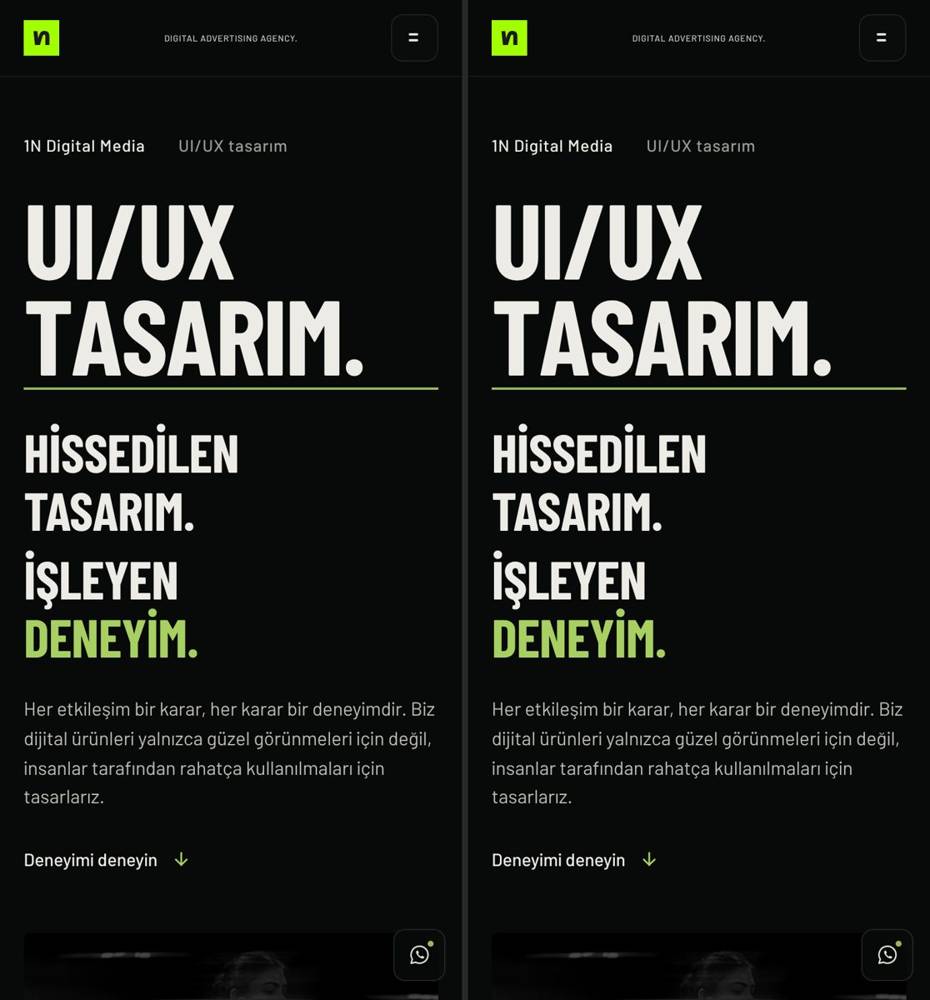 n
DIGITAL ADVERTISING AGENCY.
1N Digital Media
UI/UX tasarım
UI/UX
TASARIM.
HİSSEDİLEN
TASARIM.
İŞLEYEN
DENEYİM.
Her etkileşim bir karar, her karar bir deneyimdir. Biz
dijital ürünleri yalnızca güzel görünmeleri için değil,
insanlar tarafından rahatça kullanılmaları için
tasarlarız.
Deneyimi deneyin
n
DIGITAL ADVERTISING AGENCY.
1N Digital Media
UI/UX tasarım
UI/UX
TASARIM.
HİSSEDİLEN
TASARIM.
İŞLEYEN
DENEYİM.
Her etkileşim bir karar, her karar bir deneyimdir. Biz
dijital ürünleri yalnızca güzel görünmeleri için değil,
insanlar tarafından rahatça kullanılmaları için
tasarlarız.
Deneyimi deneyin